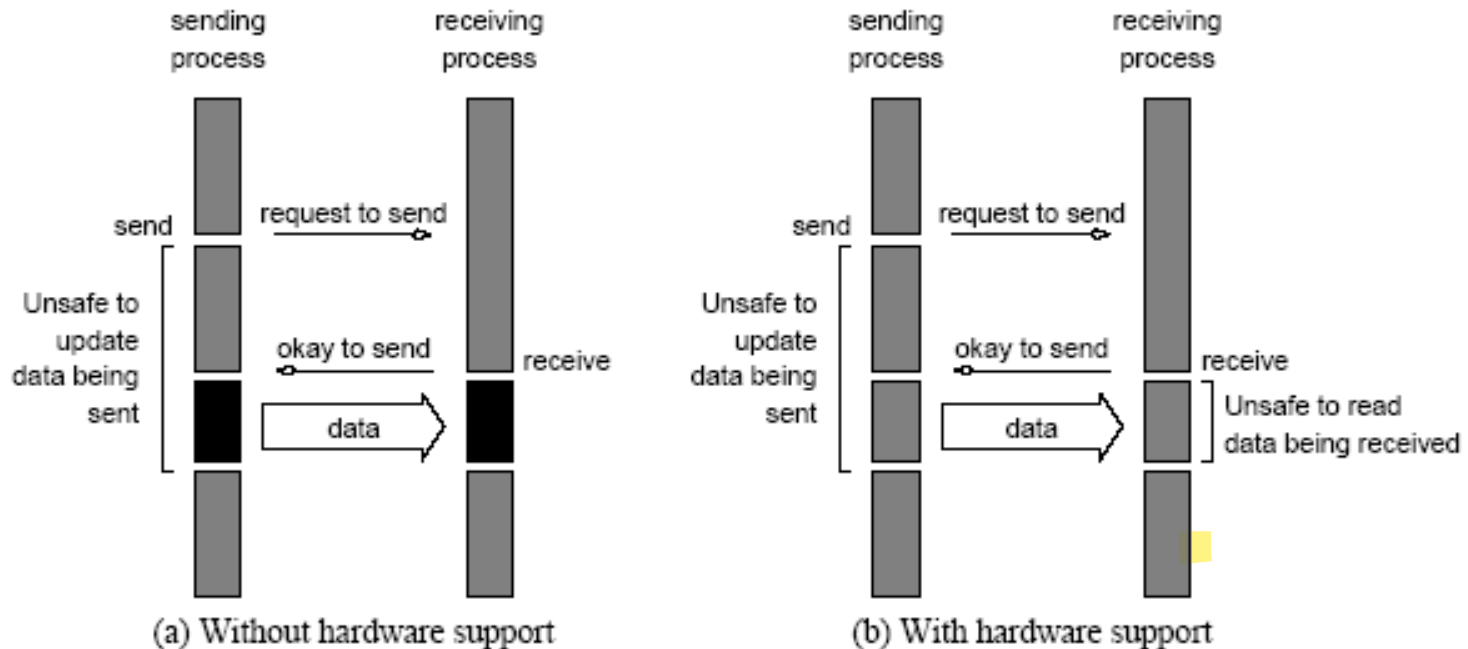 sending
process
receiving
process
send
request to send
Unsafe to
update
data being
sent
okay to send
receive
data
(a) Without hardware support
sending
process
receiving
process
send
request to send
Unsafe to
update
data being
sent
okay to send
receive
data
Unsafe to read
data being received
(b) With hardware support